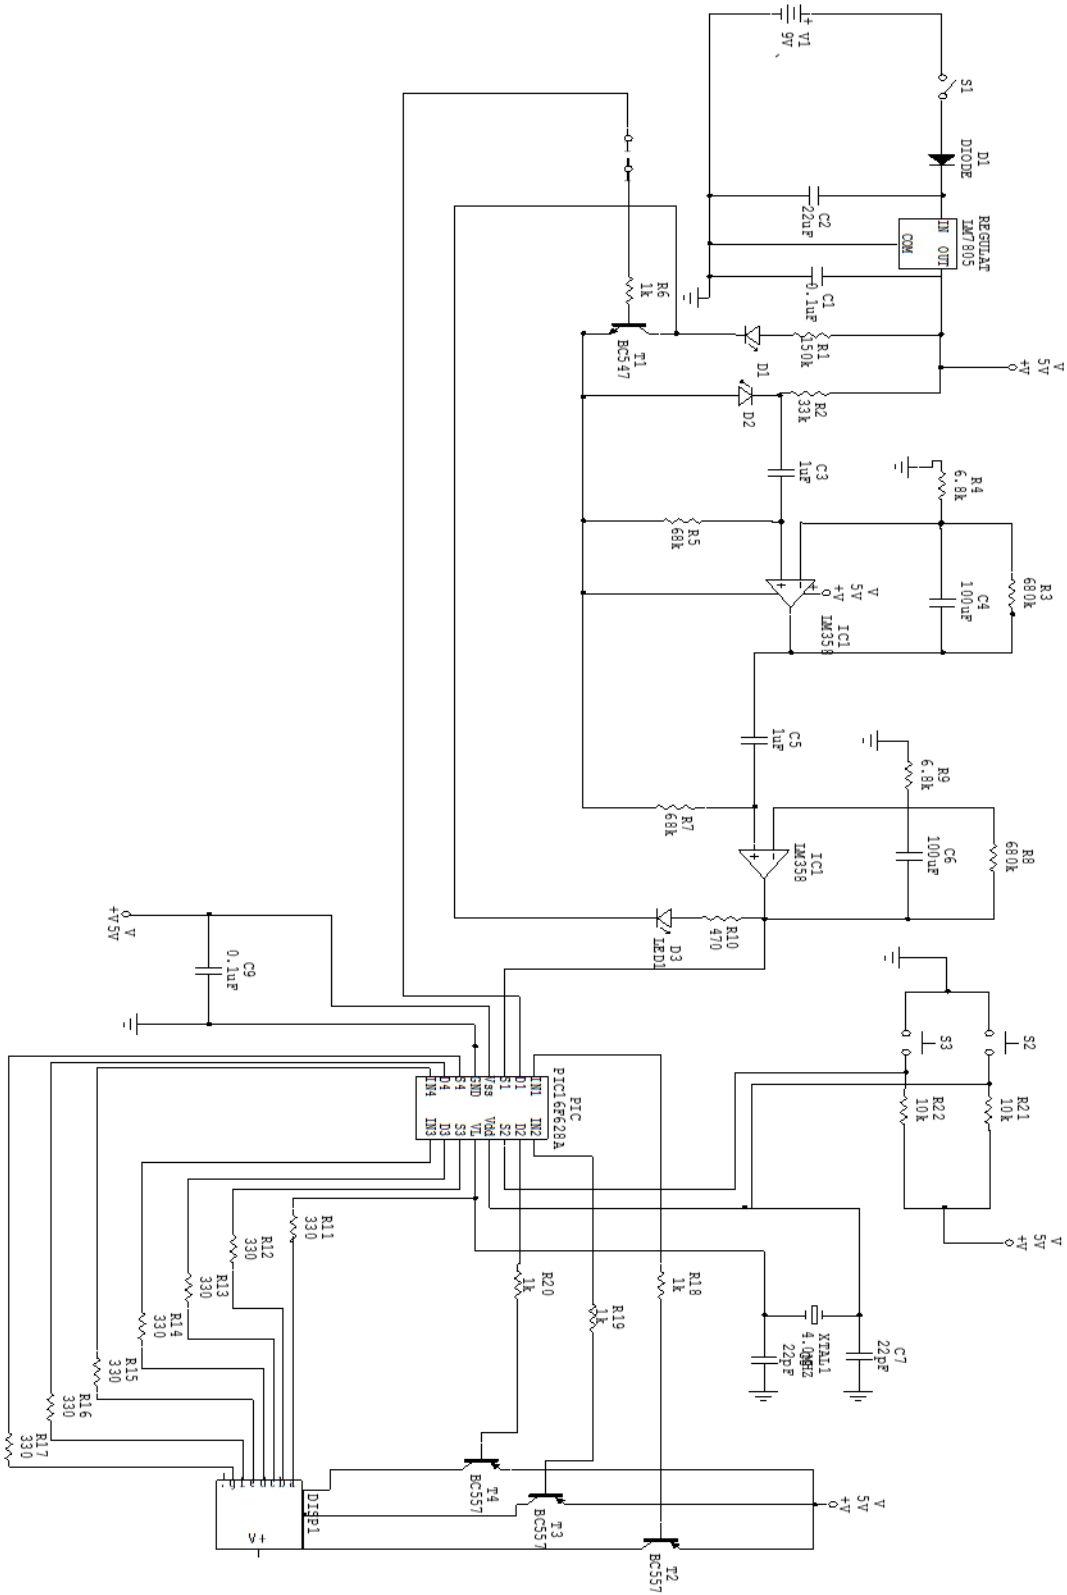 V1
9V
S1
D1
DIODE
C2
22uF
REGULAT
LM7805
IN OUT
COM
C1
0.1uF
R1
150k
D1
V
5V
+V
R2
33k
D2
R6
1k
T1
BC547
C3
1uF
R5
68k
R4
6.8k
C4
100uF
R3
680k
V
5V
+V
IC1
LM358
C5
1uF
R7
68k
R9
6.8k
C6
100uF
R8
680k
IC1
LM358
R10
470
D3
LED1
V
+V5V
C9
0.1uF
S2
S3
R21
10k
R22
10k
V
5V
+V
PIC
PIC16F628A
IN1 IN2
D1 D2
S1 S2
Vss Vdd
GND VL
S4 S3
D4 D3
IN4 IN3
R11
330
R12
330
R13
330
R14
330
R15
330
R16
330
R17
330
R18
1k
R19
1k
R20
1k
XTAL1
22pF
C7
22pF
T4
BC557
T3
BC557
T2
BC557
V
5V
+V
DISP1
+V